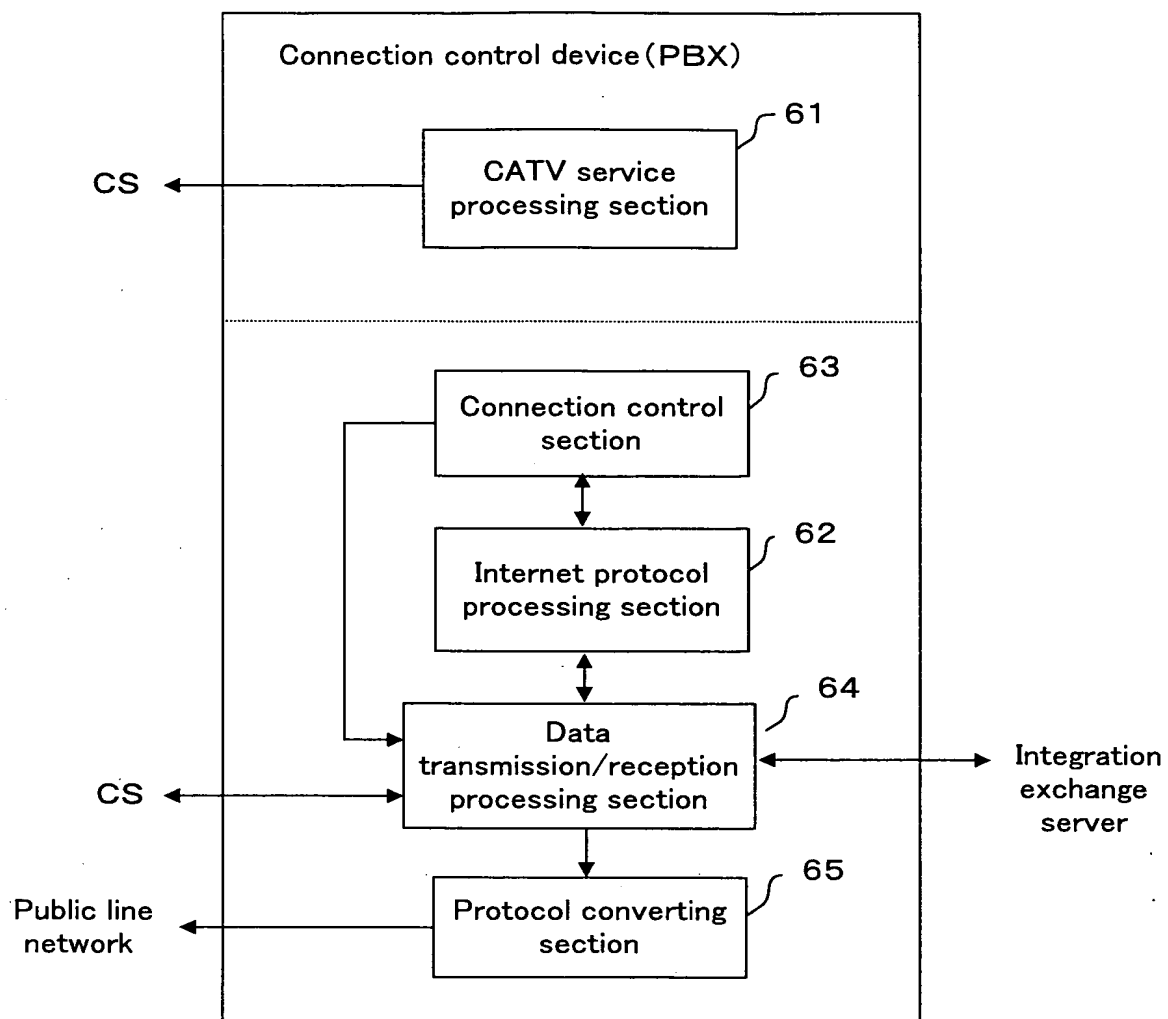 Connection control device(PBX)
61
CATV service
processing section
CS
63
Connection control
section
62
Internet protocol
processing section
64
Data
transmission/reception
processing section
CS
Integration
exchange
server
65
Protocol converting
section
Public line
network